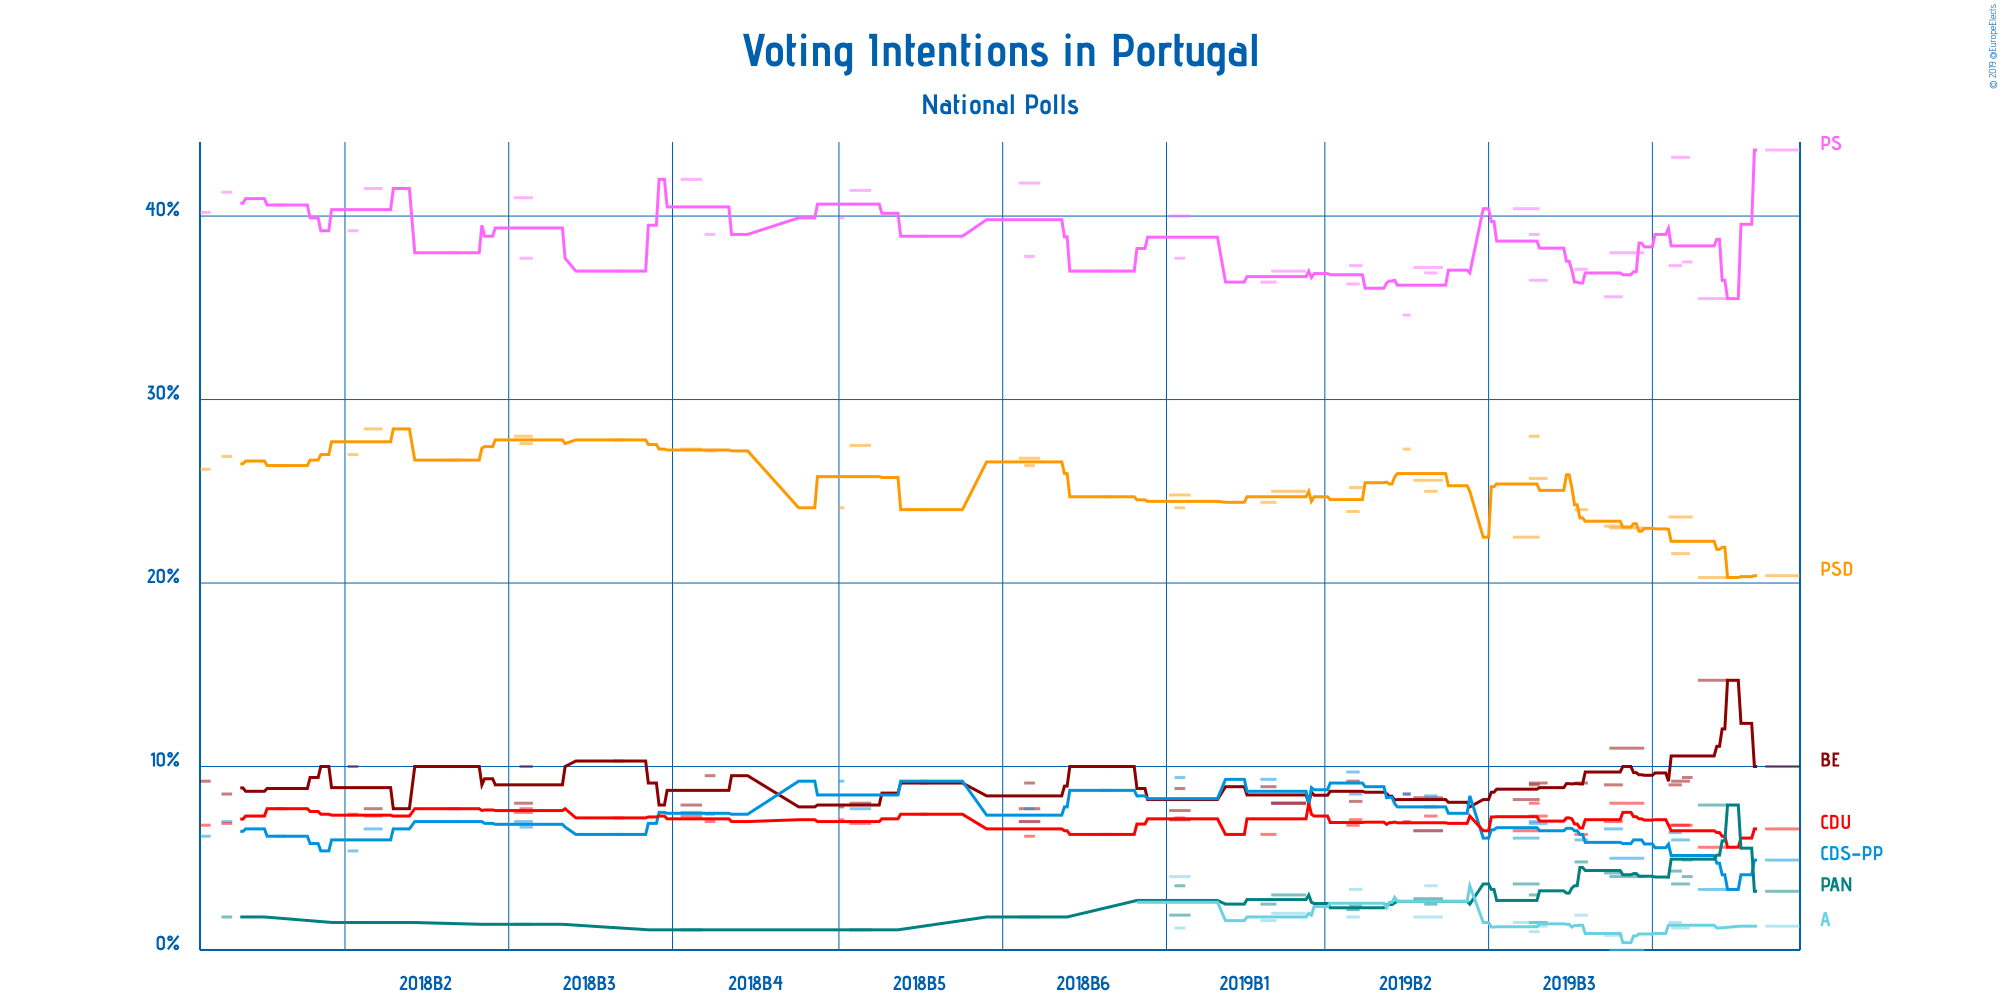 Voting Intentions in Portugal
National Polls
© 2019 @EuropeElects
PS
40%
30%
20%
PSD
10%
BE
CDU
CDS-PP
PAN
A
0%
2018B2 2018B3 2018B4 2018B5 2018B6 2019B1 2019B2 2019B3